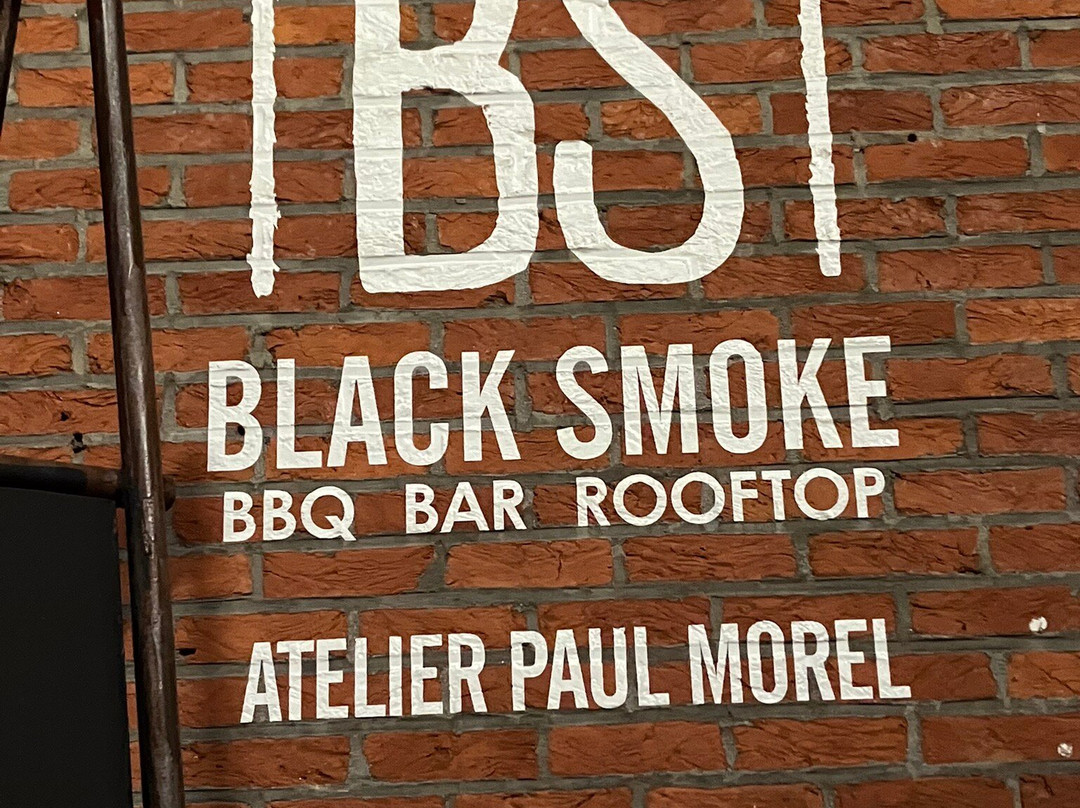 BS
BLACK SMOKE
BBQ BAR ROOFTOP
ATELIER PAUL MOREL